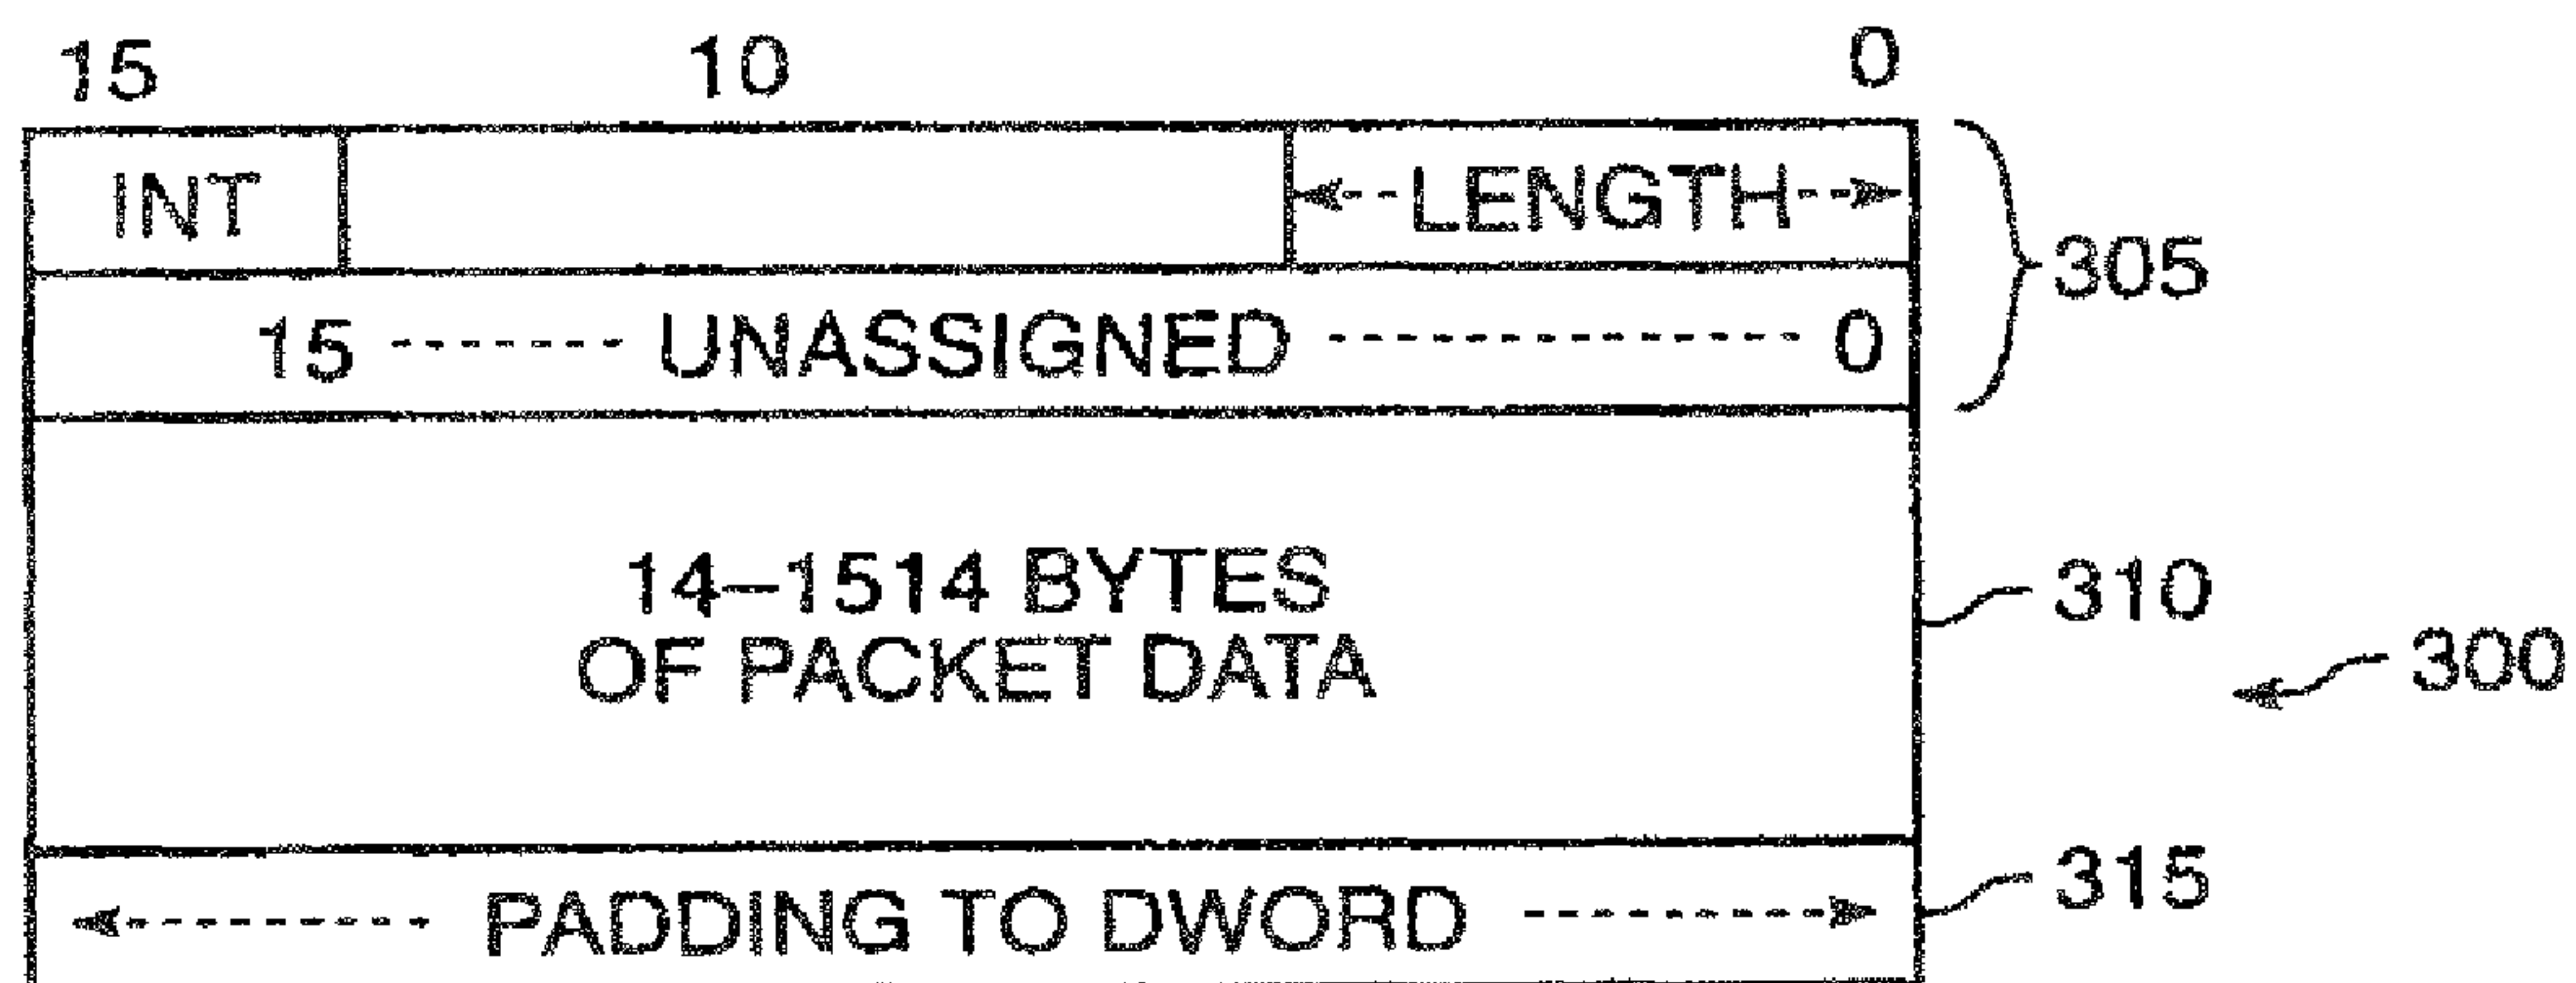 15 10 0
INT LENGTH
305
15 UNASSIGNED 0
14–1514 BYTES
310
OF PACKET DATA
300
315
PADDING TO DWORD